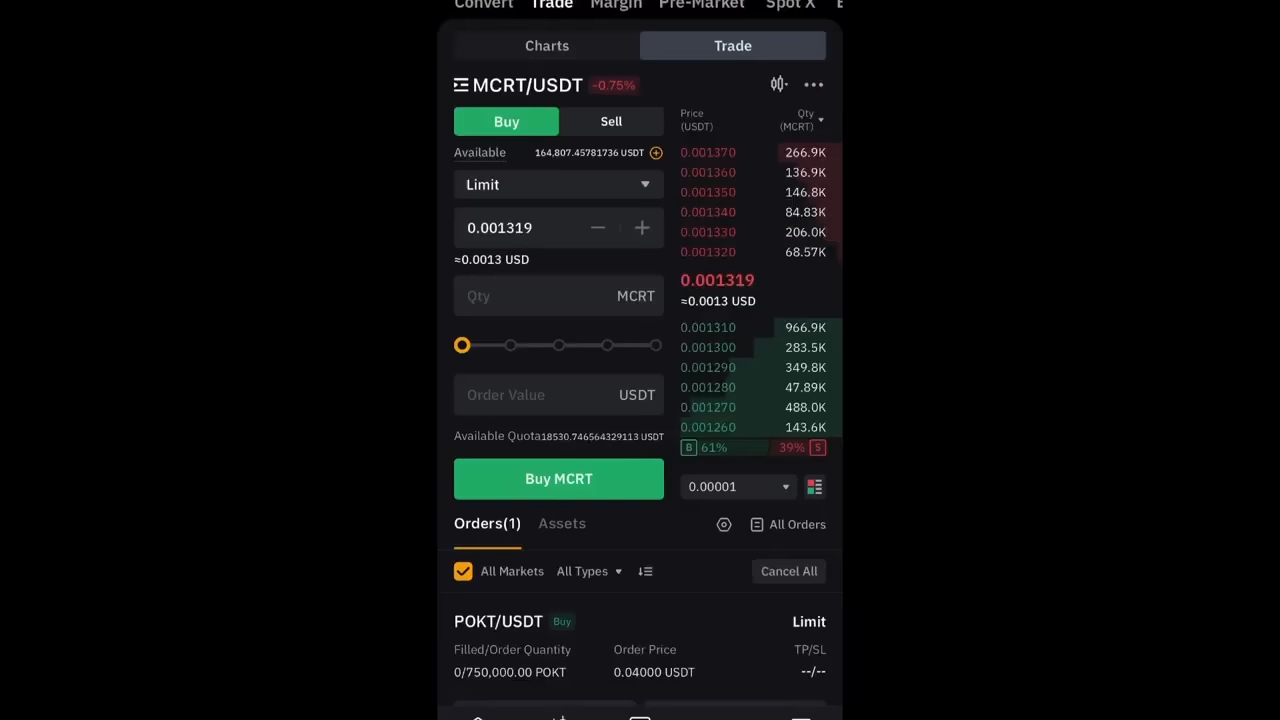 Convert Trade Margin Pre-Market Spot X
Charts Trade
MCRT/USDT -0.75%
Buy Sell
Available 164,807.45781736 USDT
Limit
0.001319
≈0.0013 USD
Qty MCRT
Order Value USDT
Available Quota18530.746564329113 USDT
Buy MCRT
Price Qty
(USDT) (MCRT)
0.001370 266.9K
0.001360 136.9K
0.001350 146.8K
0.001340 84.83K
0.001330 206.0K
0.001320 68.57K
0.001319
≈0.0013 USD
0.001310 966.9K
0.001300 283.5K
0.001290 349.8K
0.001280 47.89K
0.001270 488.0K
0.001260 143.6K
B 61% 39% S
0.00001
Orders(1) Assets All Orders
All Markets All Types Cancel All
POKT/USDT Buy Limit
Filled/Order Quantity Order Price TP/SL
0/750,000.00 POKT 0.04000 USDT --/--